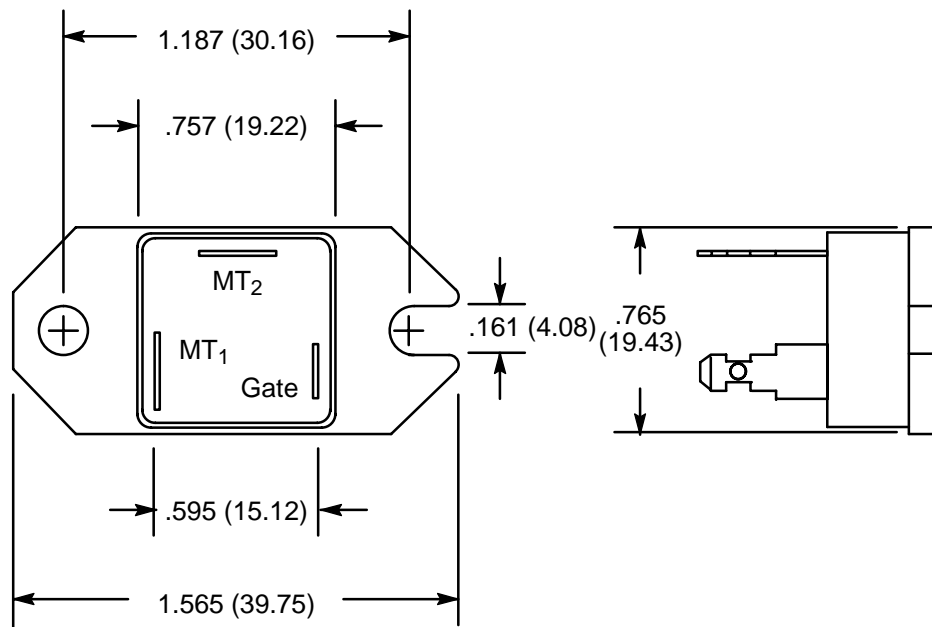 1.187 (30.16)
.757 (19.22)
MT2
MT1
Gate
.161 (4.08)
.765
(19.43)
.595 (15.12)
1.565 (39.75)